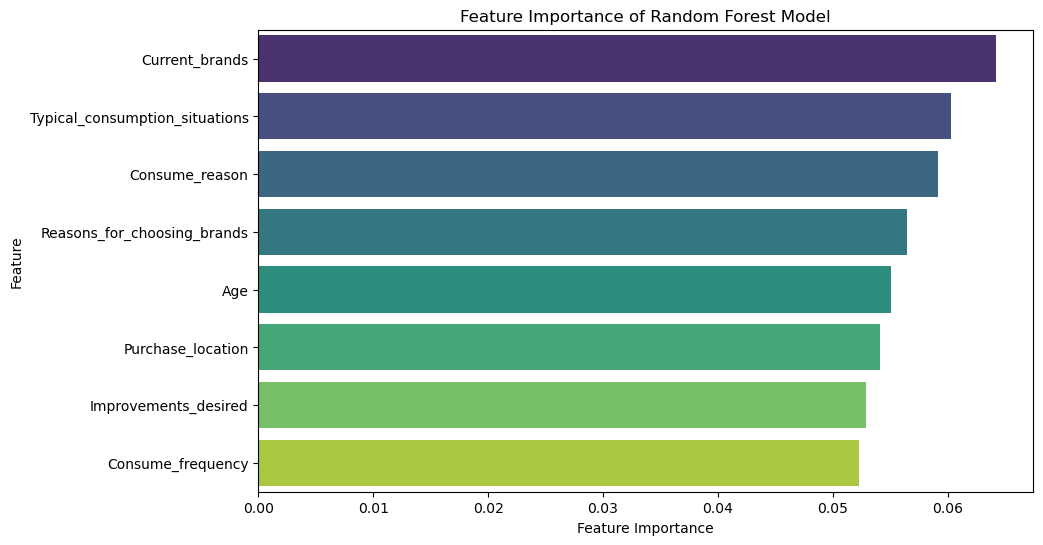 Feature Importance of Random Forest Model
Feature
Current_brands
Typical_consumption_situations
Consume_reason
Reasons_for_choosing_brands
Age
Purchase_location
Improvements_desired
Consume_frequency
0.00 0.01 0.02 0.03 0.04 0.05 0.06
Feature Importance